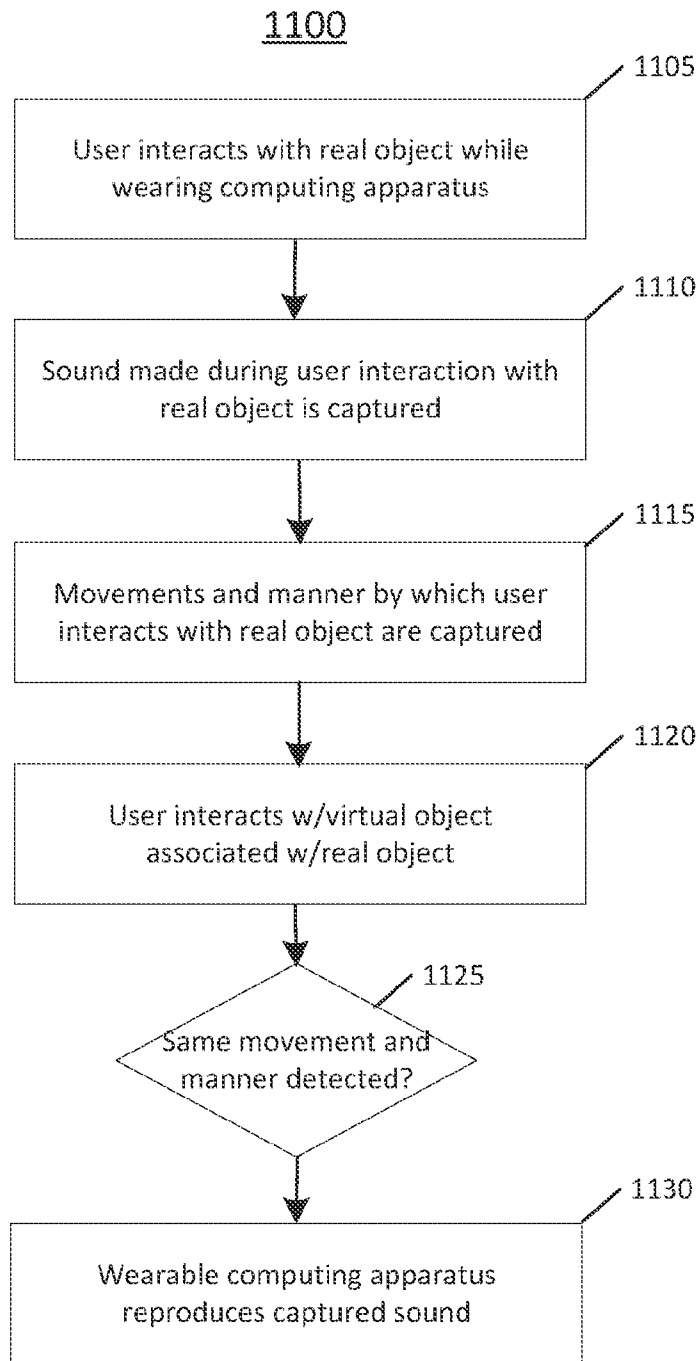 1100
1105
User interacts with real object while
wearing computing apparatus
1110
Sound made during user interaction with
real object is captured
1115
Movements and manner by which user
interacts with real object are captured
1120
User interacts w/virtual object
associated w/real object
1125
Same movement and
manner detected?
1130
Wearable computing apparatus
reproduces captured sound